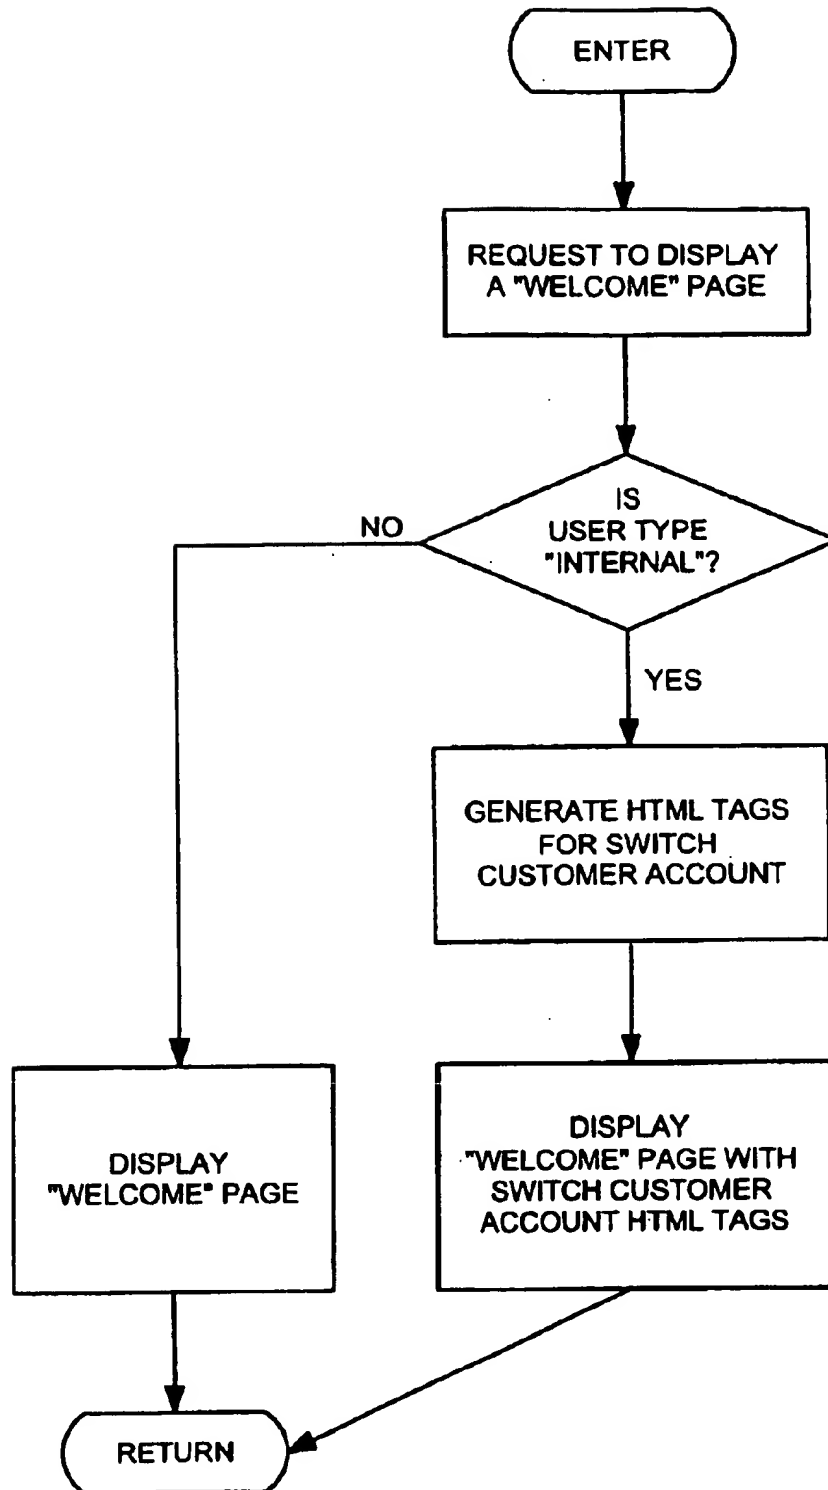 ENTER
REQUEST TO DISPLAY
A "WELCOME" PAGE
IS
USER TYPE
"INTERNAL"?
NO
YES
GENERATE HTML TAGS
FOR SWITCH
CUSTOMER ACCOUNT
DISPLAY
"WELCOME" PAGE
DISPLAY
"WELCOME" PAGE WITH
SWITCH CUSTOMER
ACCOUNT HTML TAGS
RETURN